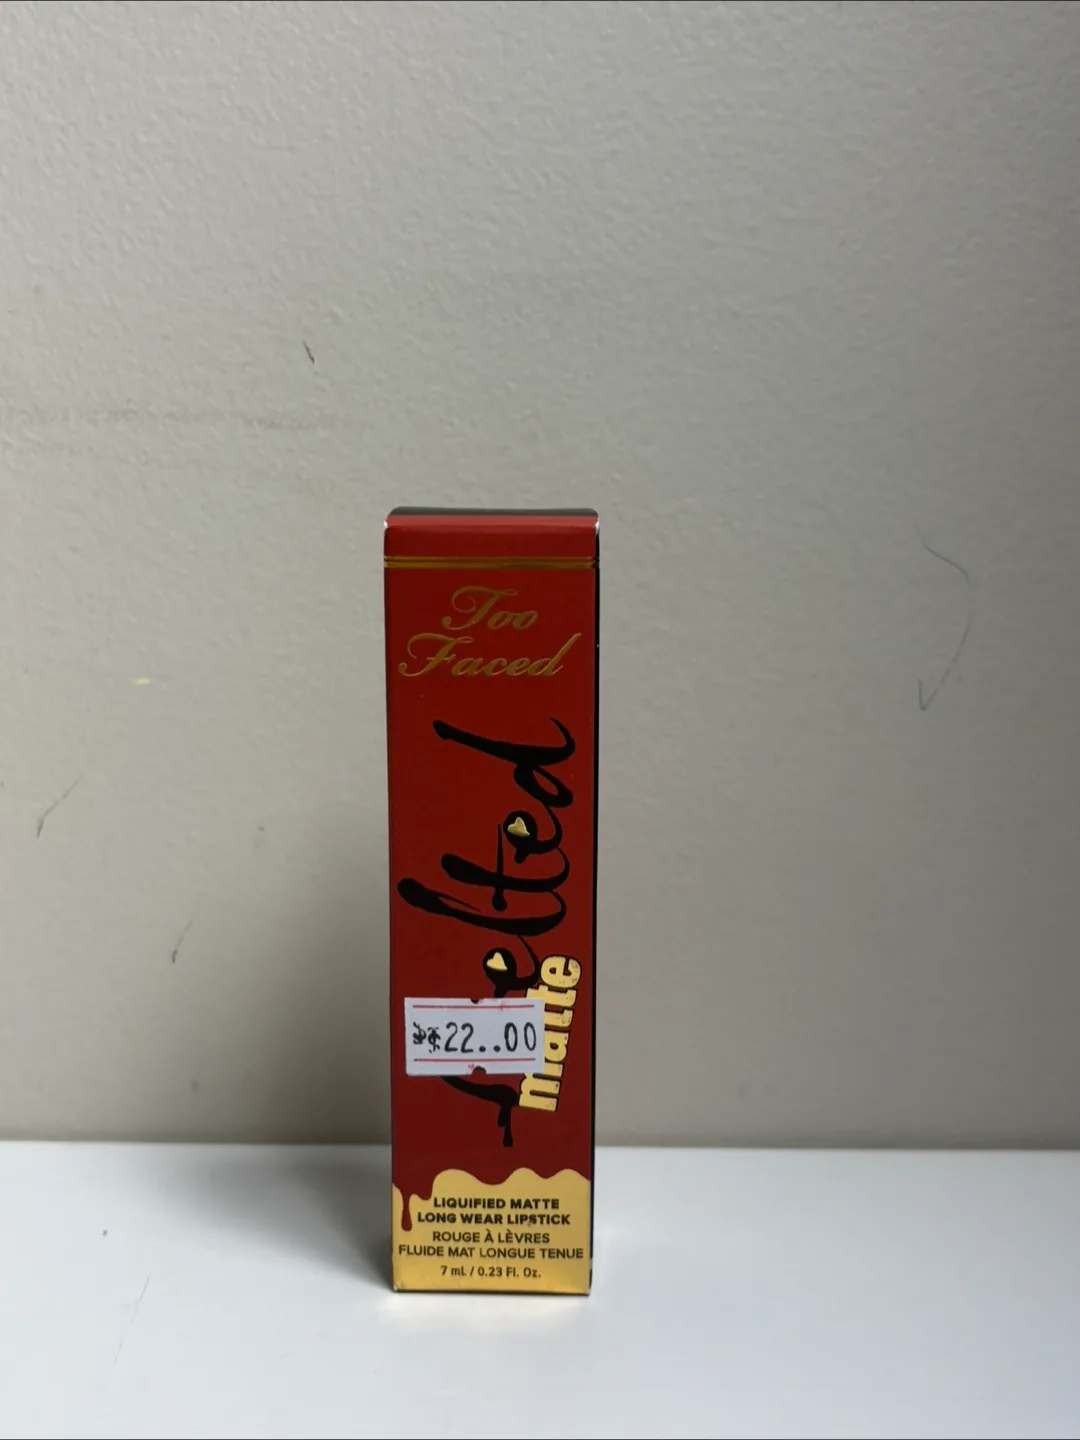 Too
Faced
elted
matte
22..00
LIQUIFIED MATTE
LONG WEAR LIPSTICK
ROUGE À LÈVRES
FLUIDE MAT LONGUE TENUE
7 mL / 0.23 Fl. Oz.